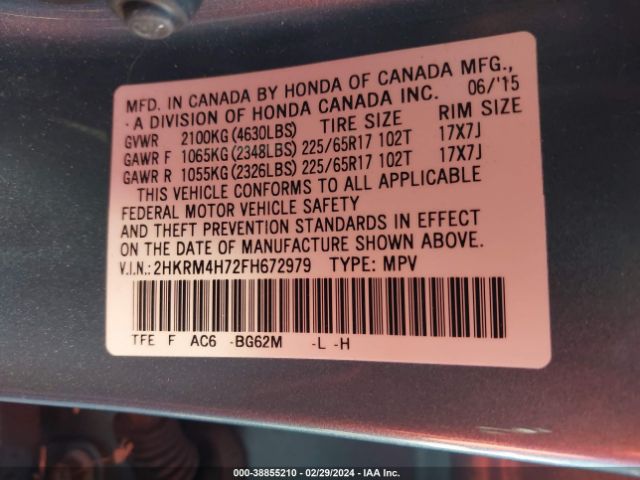 MFD. IN CANADA BY HONDA OF CANADA MFG.,
- A DIVISION OF HONDA CANADA INC. 06/'15
GVWR 2100KG (4630LBS) TIRE SIZE RIM SIZE
GAWR F 1065KG (2348LBS) 225/65R17 102T 17X7J
GAWR R 1055KG (2326LBS) 225/65R17 102T 17X7J
THIS VEHICLE CONFORMS TO ALL APPLICABLE
FEDERAL MOTOR VEHICLE SAFETY
AND THEFT PREVENTION STANDARDS IN EFFECT
ON THE DATE OF MANUFACTURE SHOWN ABOVE.
V.I.N.: 2HKRM4H72FH672979 TYPE: MPV
TFE F AC6 -BG62M -L -H
000-38855210 - 02/29/2024 - IAA Inc.